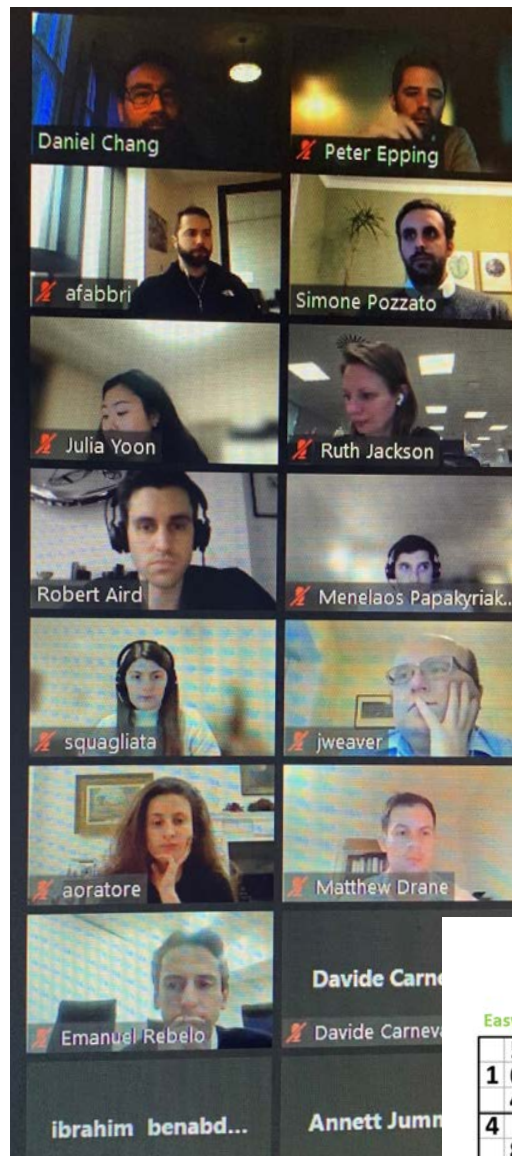 Daniel Chang
Peter Epping
afabbri
Simone Pozzato
Julia Yoon
Ruth Jackson
Robert Aird
Menelaos Papakyriak...
squagliata
jweaver
aoratore
Matthew Drane
Davide Carne
Emanuel Rebelo
Davide Carneva
ibrahim benabd...
Annett Jumm
Eas
1
4